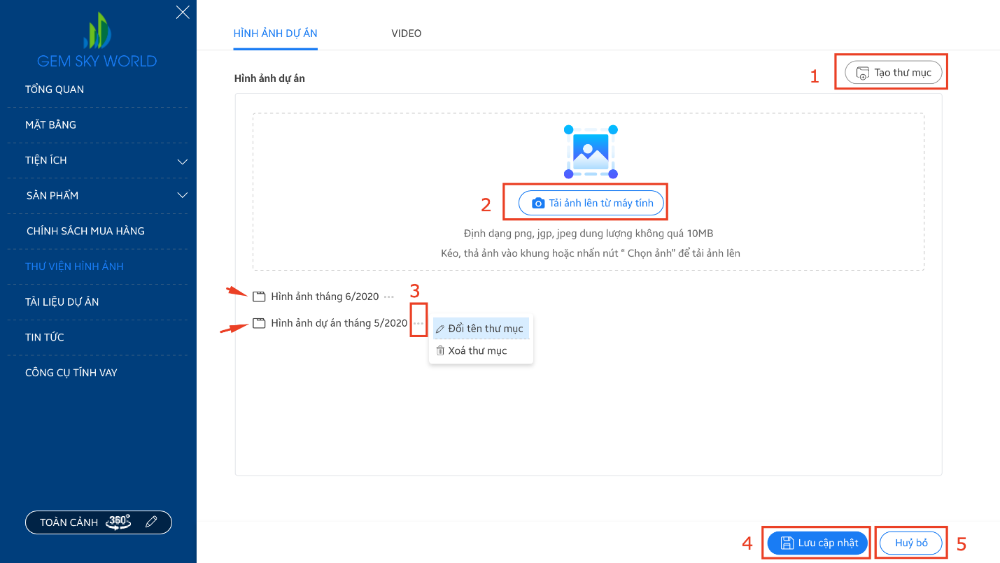 GEM SKY WORLD
TỔNG QUAN
MẶT BẰNG
TIỆN ÍCH
SẢN PHẨM
CHÍNH SÁCH MUA HÀNG
THƯ VIỆN HÌNH ẢNH
TÀI LIỆU DỰ ÁN
TIN TỨC
CÔNG CỤ TÍNH VAY
TOÀN CẢNH 360°
HÌNH ẢNH DỰ ÁN VIDEO
Hình ảnh dự án
1 Tạo thư mục
2 Tải ảnh lên từ máy tính
Định dạng png, jgp, jpeg dung lượng không quá 10MB
Kéo, thả ảnh vào khung hoặc nhấn nút “ Chọn ảnh” để tải ảnh lên
Hình ảnh tháng 6/2020 ...
3
Hình ảnh dự án tháng 5/2020 ...
Đổi tên thư mục
Xoá thư mục
4 Lưu cập nhật
Huỷ bỏ 5